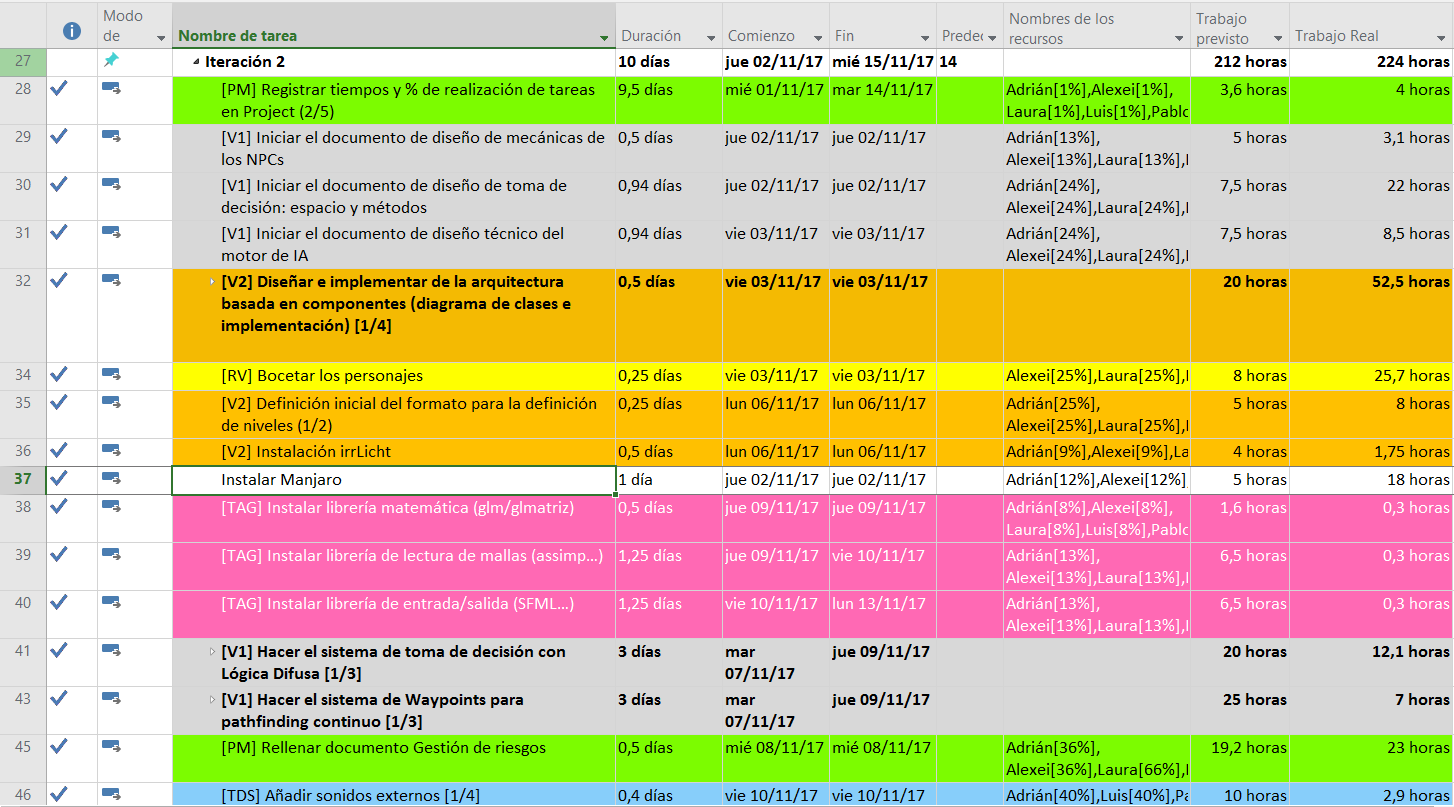 Modo de
Nombre de tarea
Duración
Comienzo
Fin
Predec
Nombres de los recursos
Trabajo previsto
Trabajo Real
27 Iteración 2 10 días jue 02/11/17 mié 15/11/17 14 212 horas 224 horas
28 [PM] Registrar tiempos y % de realización de tareas 9,5 días mié 01/11/17 mar 14/11/17 Adrián[1%],Alexei[1%], 3,6 horas 4 horas
en Project (2/5) Laura[1%],Luis[1%],Pablo
29 [V1] Iniciar el documento de diseño de mecánicas de 0,5 días jue 02/11/17 jue 02/11/17 Adrián[13%], 5 horas 3,1 horas
los NPCs Alexei[13%],Laura[13%],
30 [V1] Iniciar el documento de diseño de toma de 0,94 días jue 02/11/17 jue 02/11/17 Adrián[24%], 7,5 horas 22 horas
decisión: espacio y métodos Alexei[24%],Laura[24%],
31 [V1] Iniciar el documento de diseño técnico del 0,94 días vie 03/11/17 vie 03/11/17 Adrián[24%], 7,5 horas 8,5 horas
motor de IA Alexei[24%],Laura[24%],
32 [V2] Diseñar e implementar de la arquitectura 0,5 días vie 03/11/17 vie 03/11/17 20 horas 52,5 horas
basada en componentes (diagrama de clases e
implementación) [1/4]
34 [RV] Bocetar los personajes 0,25 días vie 03/11/17 vie 03/11/17 Alexei[25%],Laura[25%], 8 horas 25,7 horas
35 [V2] Definición inicial del formato para la definición 0,25 días lun 06/11/17 lun 06/11/17 Adrián[25%], 5 horas 8 horas
de niveles (1/2) Alexei[25%],Laura[25%],
36 [V2] Instalación irrLicht 0,5 días lun 06/11/17 lun 06/11/17 Adrián[9%],Alexei[9%],La 4 horas 1,75 horas
37 Instalar Manjaro 1 día jue 02/11/17 jue 02/11/17 Adrián[12%],Alexei[12%] 5 horas 18 horas
38 [TAG] Instalar librería matemática (glm/glmatriz) 0,5 días jue 09/11/17 jue 09/11/17 Adrián[8%],Alexei[8%], 1,6 horas 0,3 horas
Laura[8%],Luis[8%],Pablo
39 [TAG] Instalar librería de lectura de mallas (assimp...) 1,25 días jue 09/11/17 vie 10/11/17 Adrián[13%], 6,5 horas 0,3 horas
Alexei[13%],Laura[13%],
40 [TAG] Instalar librería de entrada/salida (SFML...) 1,25 días vie 10/11/17 lun 13/11/17 Adrián[13%], 6,5 horas 0,3 horas
Alexei[13%],Laura[13%],
41 [V1] Hacer el sistema de toma de decisión con 3 días mar jue 09/11/17 20 horas 12,1 horas
Lógica Difusa [1/3] 07/11/17
43 [V1] Hacer el sistema de Waypoints para 3 días mar jue 09/11/17 25 horas 7 horas
pathfinding continuo [1/3] 07/11/17
45 [PM] Rellenar documento Gestión de riesgos 0,5 días mié 08/11/17 mié 08/11/17 Adrián[36%], 19,2 horas 23 horas
Alexei[36%],Laura[66%],
46 [TDS] Añadir sonidos externos [1/4] 0,4 días vie 10/11/17 vie 10/11/17 Adrián[40%],Luis[40%],Pa 10 horas 2,9 horas